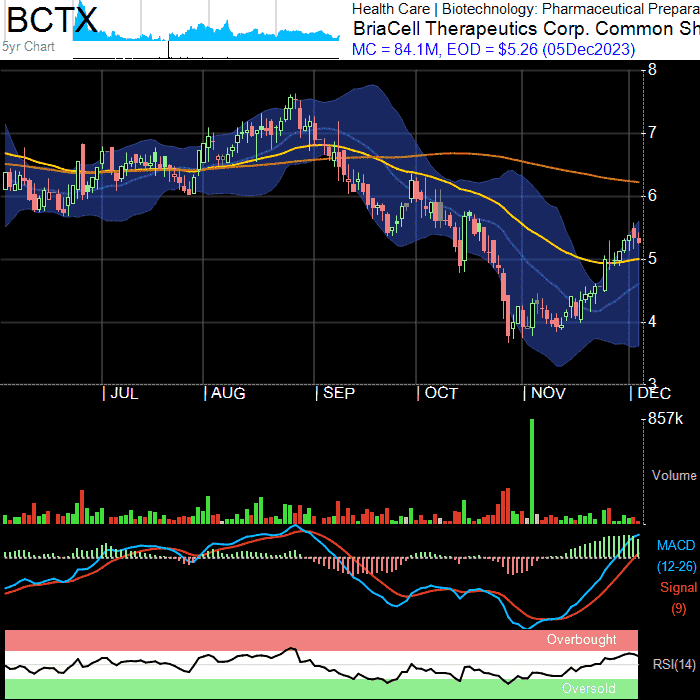 BCTX
5yr Chart
Health Care | Biotechnology: Pharmaceutical Prepara
BriaCell Therapeutics Corp. Common Sh
MC = 84.1M, EOD = $5.26 (05Dec2023)
8
7
6
5
4
3
| JUL | AUG | SEP | OCT | NOV | DEC
857k
Volume
MACD
(12-26)
Signal
(9)
Overbought
RSI(14)
Oversold